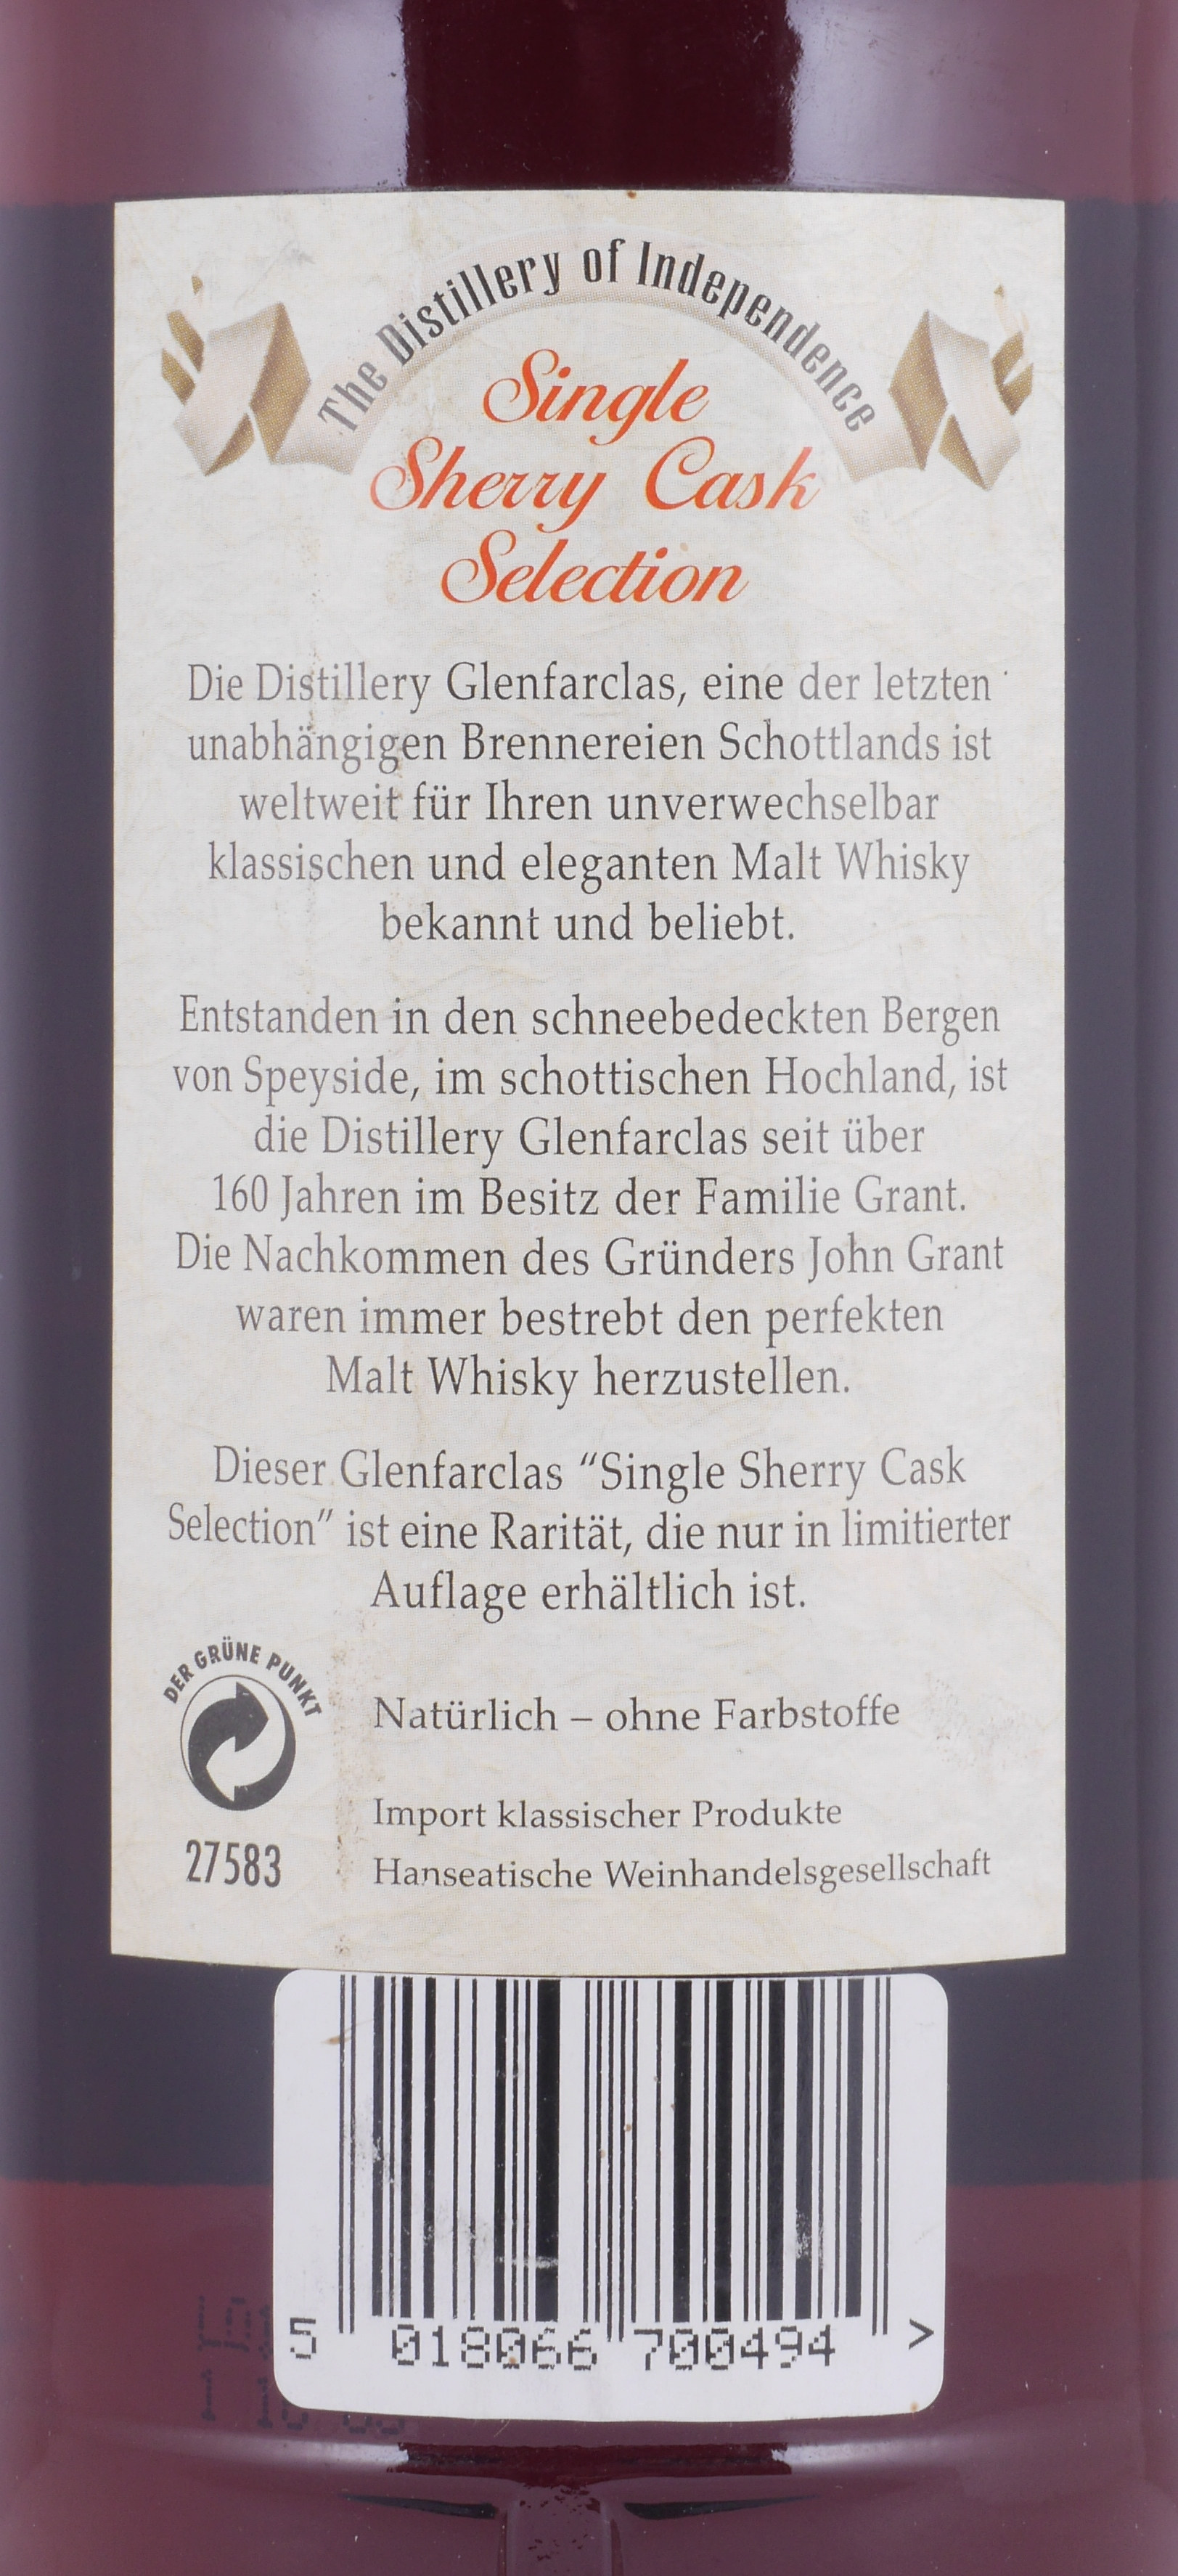 The Distillery of Independence
Single
Sherry Cask
Selection
Die Distillery Glenfarclas, eine der letzten
unabhängigen Brennereien Schottlands ist
weltweit für Ihren unverwechselbar
klassischen und eleganten Malt Whisky
bekannt und beliebt.
Entstanden in den schneebedeckten Bergen
von Speyside, im schottischen Hochland, ist
die Distillery Glenfarclas seit über
160 Jahren im Besitz der Familie Grant.
Die Nachkommen des Gründers John Grant
waren immer bestrebt den perfekten
Malt Whisky herzustellen.
Dieser Glenfarclas “Single Sherry Cask
Selection” ist eine Rarität, die nur in limitierter
Auflage erhältlich ist.
DER GRÜNE PUNKT
27583
Natürlich – ohne Farbstoffe
Import klassischer Produkte
Hanseatische Weinhandelsgesellschaft
5 018066 700494 >